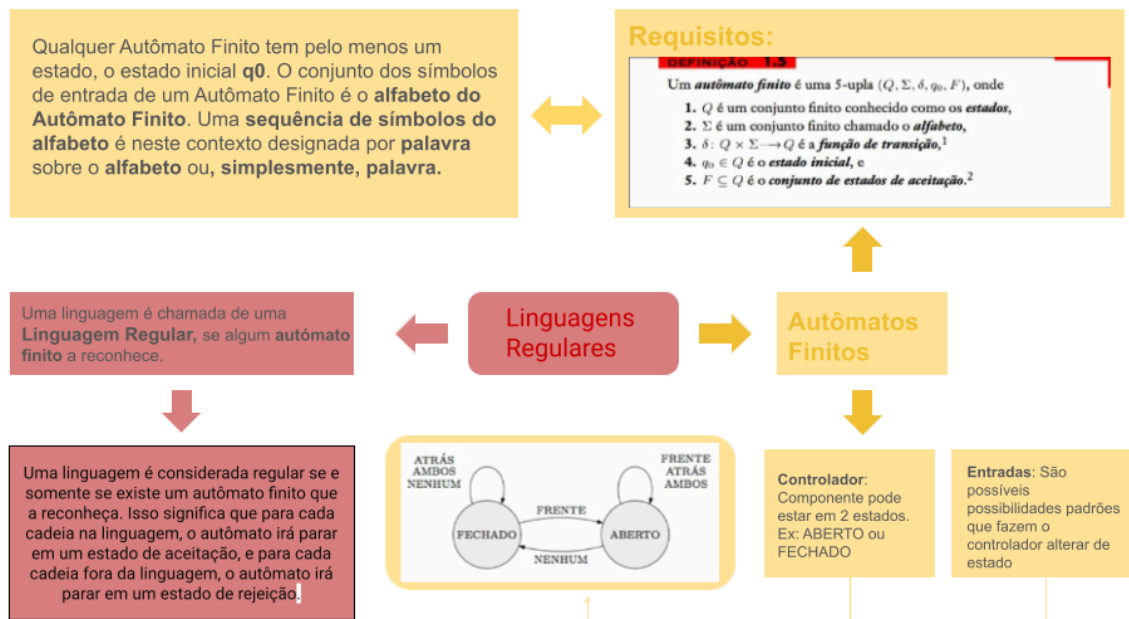 Qualquer Autômato Finito tem pelo menos um
estado, o estado inicial q0. O conjunto dos símbolos
de entrada de um Autômato Finito é o alfabeto do
Autômato Finito. Uma sequência de símbolos do
alfabeto é neste contexto designada por palavra
sobre o alfabeto ou, simplesmente, palavra.
Requisitos:
DEFINIÇÃO 1.5
Um autômato finito é uma 5-upla (Q, Σ, δ, q₀, F), onde
1. Q é um conjunto finito conhecido como os estados,
2. Σ é um conjunto finito chamado o alfabeto,
3. δ: Q × Σ⟶Q é a função de transição,¹
4. q₀ ∈ Q é o estado inicial, e
5. F ⊆ Q é o conjunto de estados de aceitação.²
Uma linguagem é chamada de uma
Linguagem Regular, se algum autómato
finito a reconhece.
Linguagens
Regulares
Autômatos
Finitos
Uma linguagem é considerada regular se e
somente se existe um autômato finito que
a reconheça. Isso significa que para cada
cadeia na linguagem, o autômato irá parar
em um estado de aceitação, e para cada
cadeia fora da linguagem, o autômato irá
parar em um estado de rejeição.
ATRÁS
AMBOS
NENHUM
FRENTE
ATRÁS
AMBOS
FRENTE
FECHADO
ABERTO
NENHUM
Controlador:
Componente pode
estar em 2 estados.
Ex: ABERTO ou
FECHADO
Entradas: São
possíveis
possibilidades padrões
que fazem o
controlador alterar de
estado